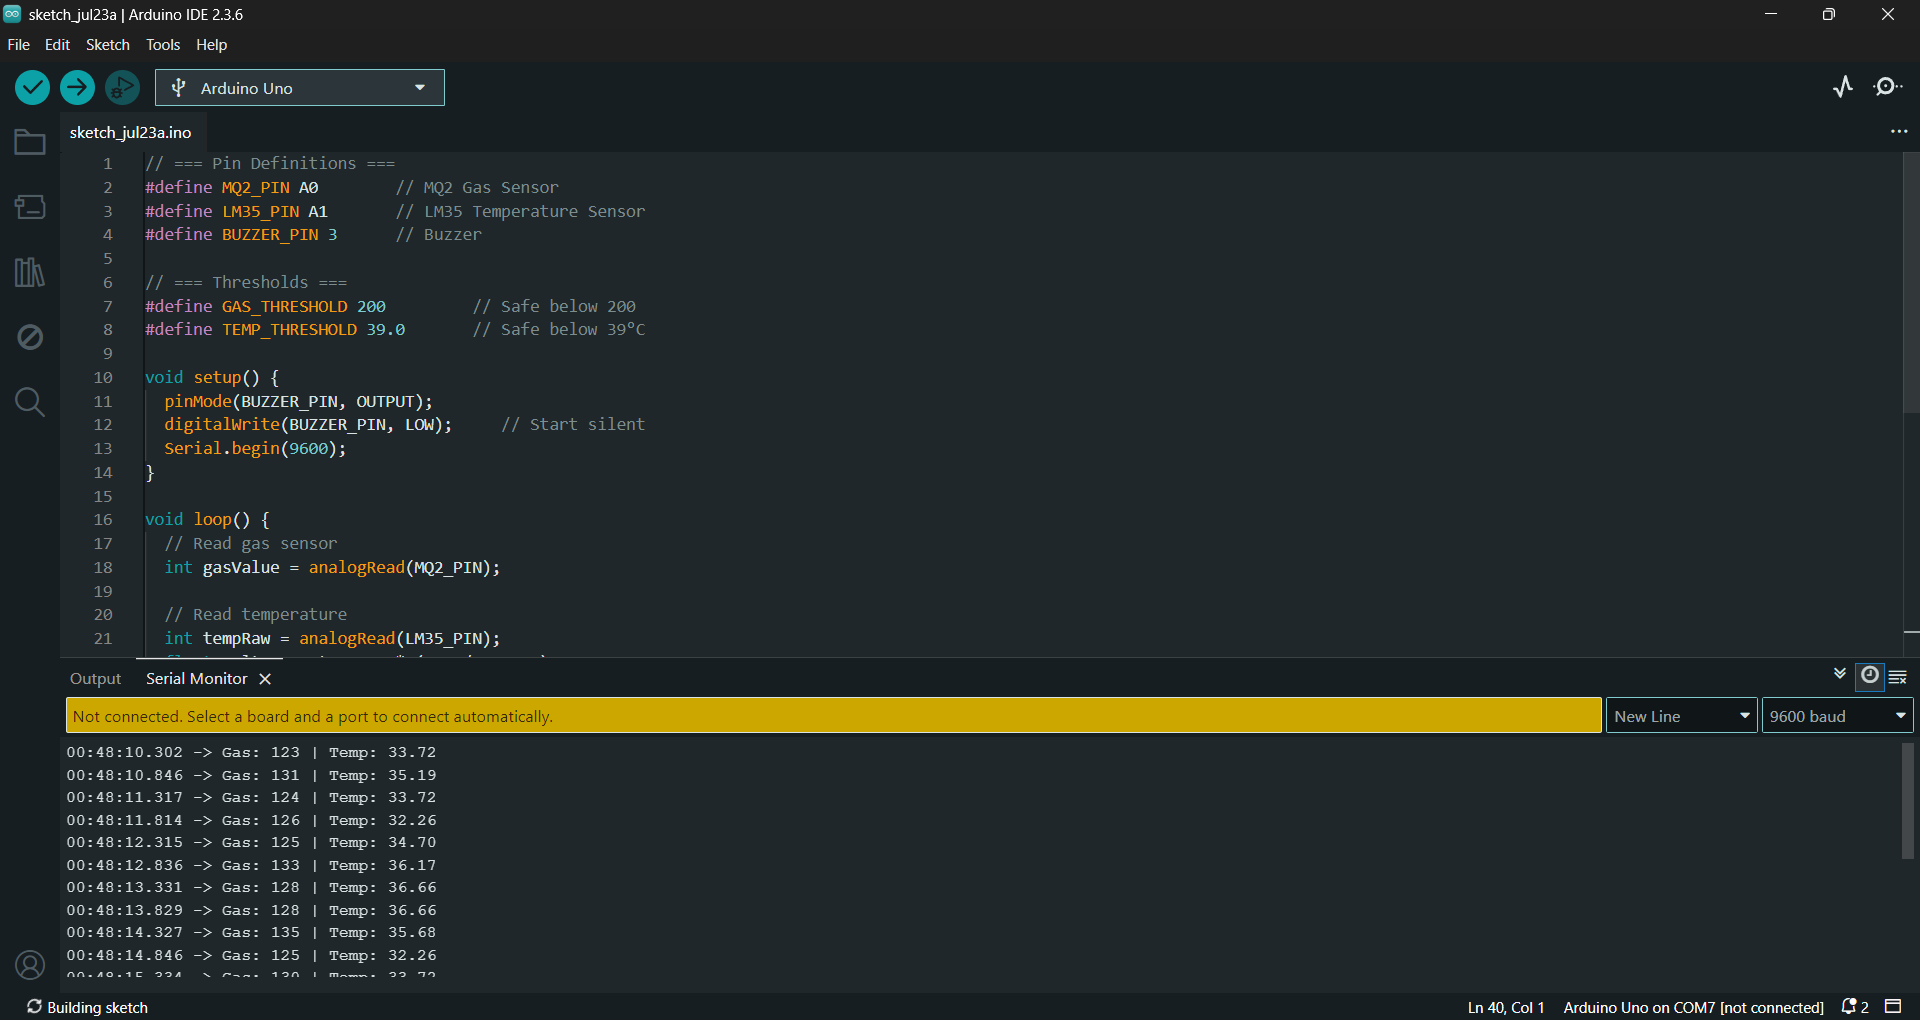 sketch_jul23a | Arduino IDE 2.3.6
File Edit Sketch Tools Help
Arduino Uno
sketch_jul23a.ino
1 // === Pin Definitions ===
2 #define MQ2_PIN A0 // MQ2 Gas Sensor
3 #define LM35_PIN A1 // LM35 Temperature Sensor
4 #define BUZZER_PIN 3 // Buzzer
5
6 // === Thresholds ===
7 #define GAS_THRESHOLD 200 // Safe below 200
8 #define TEMP_THRESHOLD 39.0 // Safe below 39°C
9
10 void setup() {
11 pinMode(BUZZER_PIN, OUTPUT);
12 digitalWrite(BUZZER_PIN, LOW); // Start silent
13 Serial.begin(9600);
14 }
15
16 void loop() {
17 // Read gas sensor
18 int gasValue = analogRead(MQ2_PIN);
19
20 // Read temperature
21 int tempRaw = analogRead(LM35_PIN);
Output Serial Monitor
Not connected. Select a board and a port to connect automatically.
New Line 9600 baud
00:48:10.302 -> Gas: 123 | Temp: 33.72
00:48:10.846 -> Gas: 131 | Temp: 35.19
00:48:11.317 -> Gas: 124 | Temp: 33.72
00:48:11.814 -> Gas: 126 | Temp: 32.26
00:48:12.315 -> Gas: 125 | Temp: 34.70
00:48:12.836 -> Gas: 133 | Temp: 36.17
00:48:13.331 -> Gas: 128 | Temp: 36.66
00:48:13.829 -> Gas: 128 | Temp: 36.66
00:48:14.327 -> Gas: 135 | Temp: 35.68
00:48:14.846 -> Gas: 125 | Temp: 32.26
Building sketch
Ln 40, Col 1 Arduino Uno on COM7 [not connected] 2